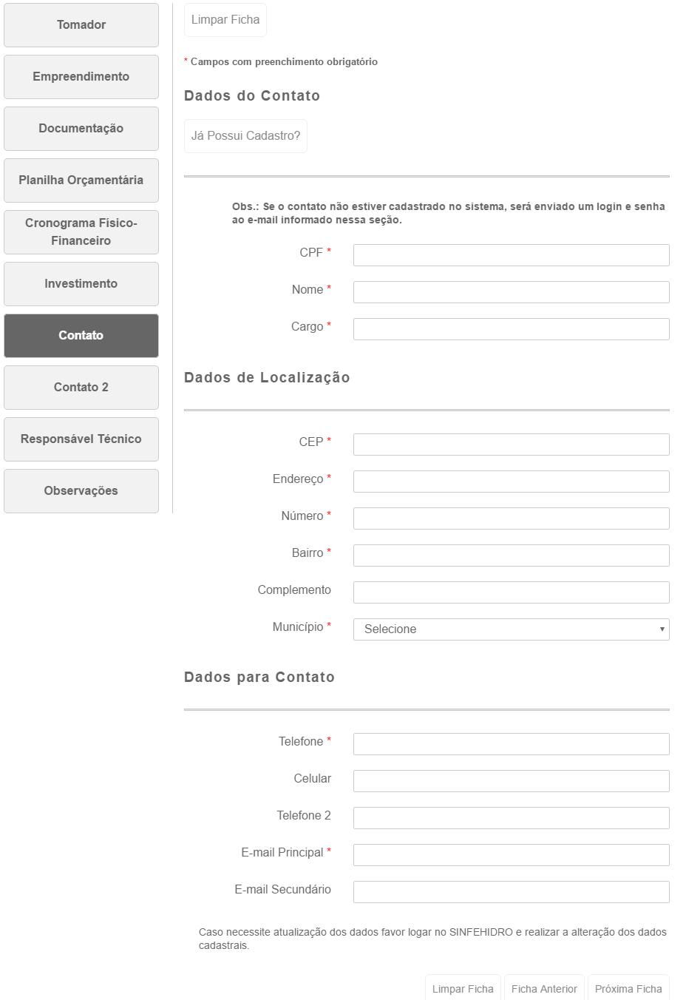 Tomador
Empreendimento
Documentação
Planilha Orçamentária
Cronograma Físico-
Financeiro
Investimento
Contato
Contato 2
Responsável Técnico
Observações
Limpar Ficha
* Campos com preenchimento obrigatório
Dados do Contato
Já Possui Cadastro?
Obs.: Se o contato não estiver cadastrado no sistema, será enviado um login e senha
ao e-mail informado nessa seção.
CPF *
Nome *
Cargo *
Dados de Localização
CEP *
Endereço *
Número *
Bairro *
Complemento
Município * Selecione
Dados para Contato
Telefone *
Celular
Telefone 2
E-mail Principal *
E-mail Secundário
Caso necessite atualização dos dados favor logar no SINFEHIDRO e realizar a alteração dos dados
cadastrais.
Limpar Ficha Ficha Anterior Próxima Ficha